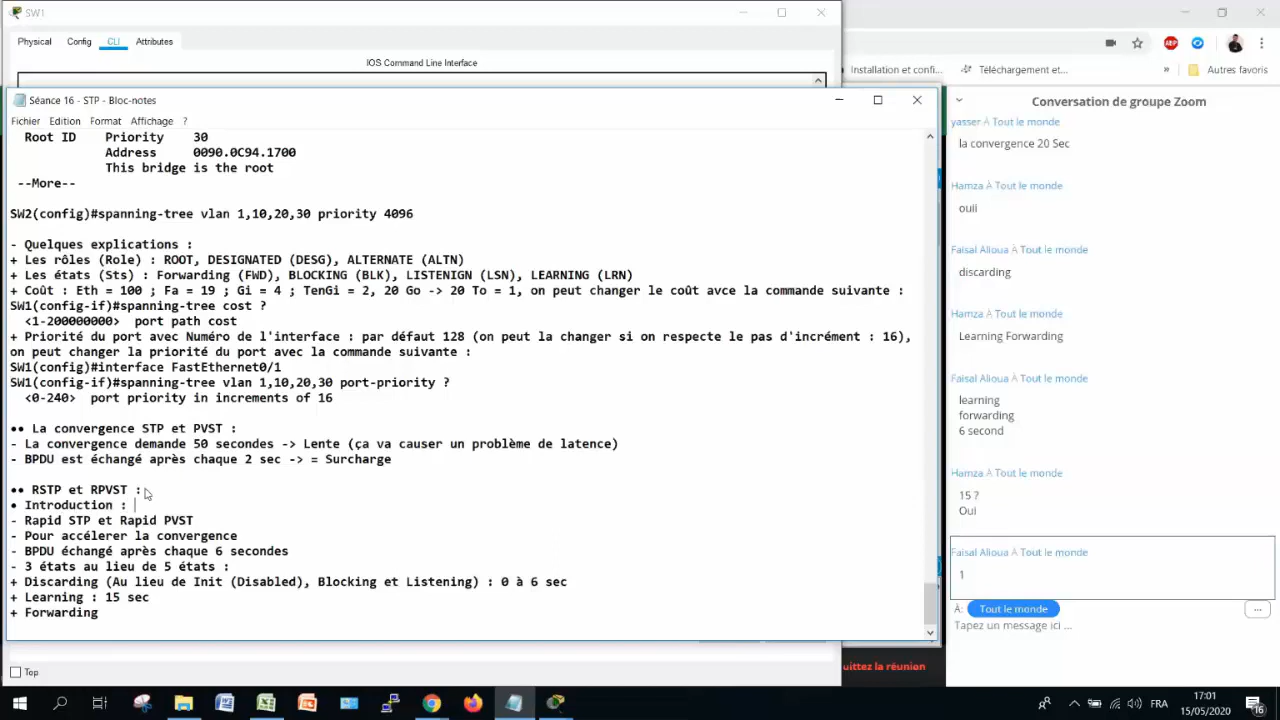 SW1
Physical Config CLI Attributes
IOS Command Line Interface
Séance 16 - STP - Bloc-notes
Fichier Edition Format Affichage ?
Root ID Priority 30
Address 0090.0C94.1700
This bridge is the root
--More--
SW2(config)#spanning-tree vlan 1,10,20,30 priority 4096
- Quelques explications :
+ Les rôles (Role) : ROOT, DESIGNATED (DESG), ALTERNATE (ALTN)
+ Les états (Sts) : Forwarding (FWD), BLOCKING (BLK), LISTENIGN (LSN), LEARNING (LRN)
+ Coût : Eth = 100 ; Fa = 19 ; Gi = 4 ; TenGi = 2, 20 Go -> 20 To = 1, on peut changer le coût avce la commande suivante :
SW1(config-if)#spanning-tree cost ?
<1-200000000> port path cost
+ Priorité du port avec Numéro de l'interface : par défaut 128 (on peut la changer si on respecte le pas d'incrément : 16),
on peut changer la priorité du port avec la commande suivante :
SW1(config)#interface FastEthernet0/1
SW1(config-if)#spanning-tree vlan 1,10,20,30 port-priority ?
<0-240> port priority in increments of 16
•• La convergence STP et PVST :
- La convergence demande 50 secondes -> Lente (ça va causer un problème de latence)
- BPDU est échangé après chaque 2 sec -> = Surcharge
•• RSTP et RPVST :
• Introduction :
- Rapid STP et Rapid PVST
- Pour accélerer la convergence
- BPDU échangé après chaque 6 secondes
- 3 états au lieu de 5 états :
+ Discarding (Au lieu de Init (Disabled), Blocking et Listening) : 0 à 6 sec
+ Learning : 15 sec
+ Forwarding
Top
Installation et confi...
Téléchargement et...
»
Autres favoris
Conversation de groupe Zoom
yasser À Tout le monde
la convergence 20 Sec
Hamza À Tout le monde
ouii
Faisal Alioua À Tout le monde
discarding
Faisal Alioua À Tout le monde
Learning Forwarding
Faisal Alioua À Tout le monde
learning
forwarding
6 second
Hamza À Tout le monde
15 ?
Oui
Faisal Alioua À Tout le monde
1
À: Tout le monde ...
Tapez un message ici ...
uittez la réunion
FRA
17:01
15/05/2020
16